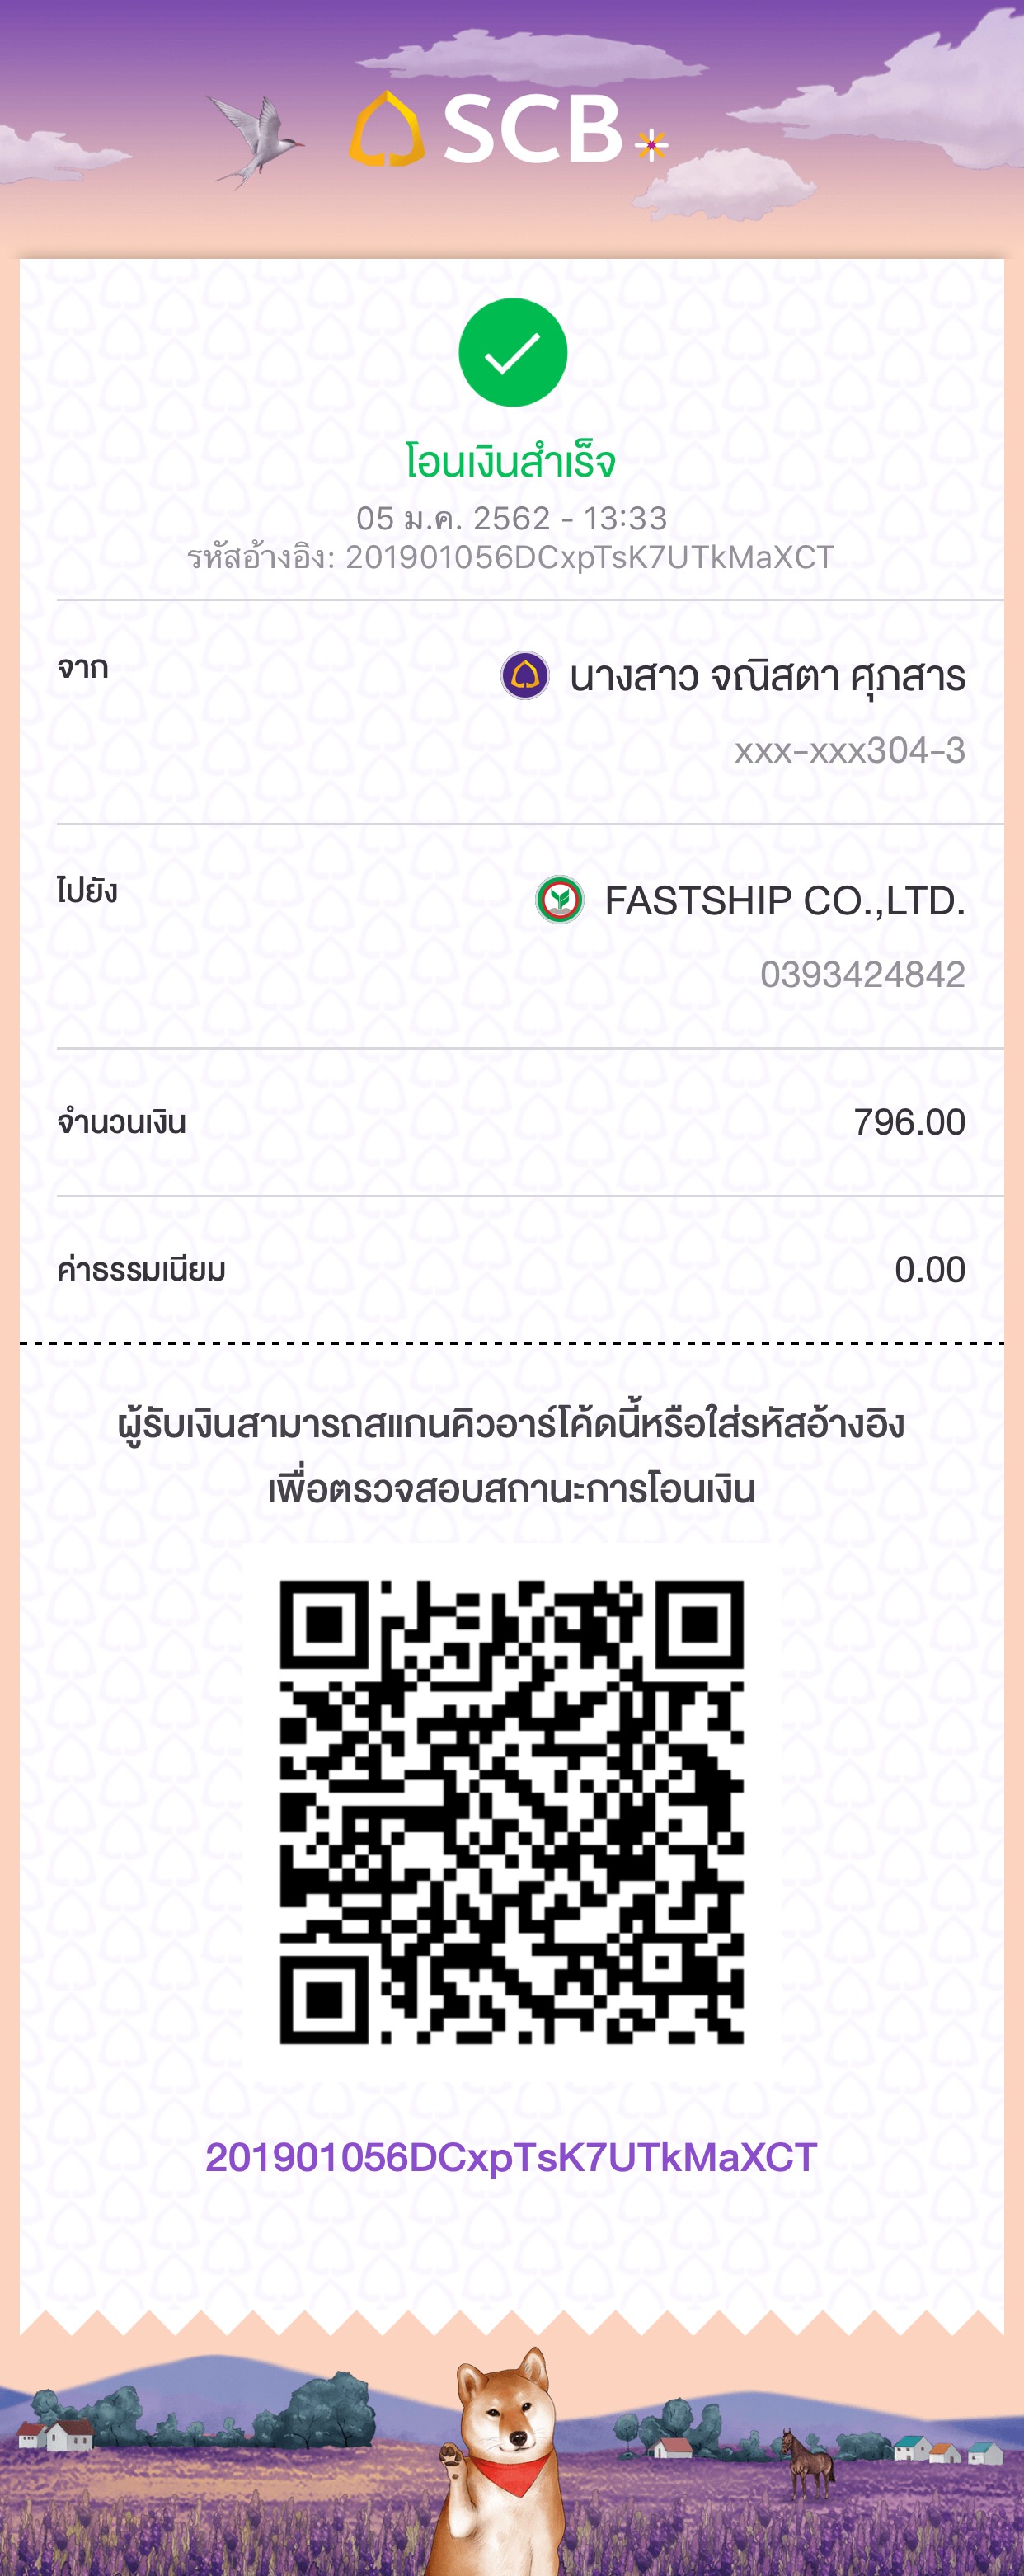 SCB
โอนเงินสำเร็จ
05 ม.ค. 2562 - 13:33
รหัสอ้างอิง: 201901056DCxpTsK7UTkMaXCT
จาก
นางสาว จณิสตา ศุภสาร
xxx-xxx304-3
ไปยัง
FASTSHIP CO.,LTD.
0393424842
จำนวนเงิน
796.00
ค่าธรรมเนียม
0.00
ผู้รับเงินสามารถสแกนคิวอาร์โค้ดนี้หรือใส่รหัสอ้างอิง
เพื่อตรวจสอบสถานะการโอนเงิน
201901056DCxpTsK7UTkMaXCT